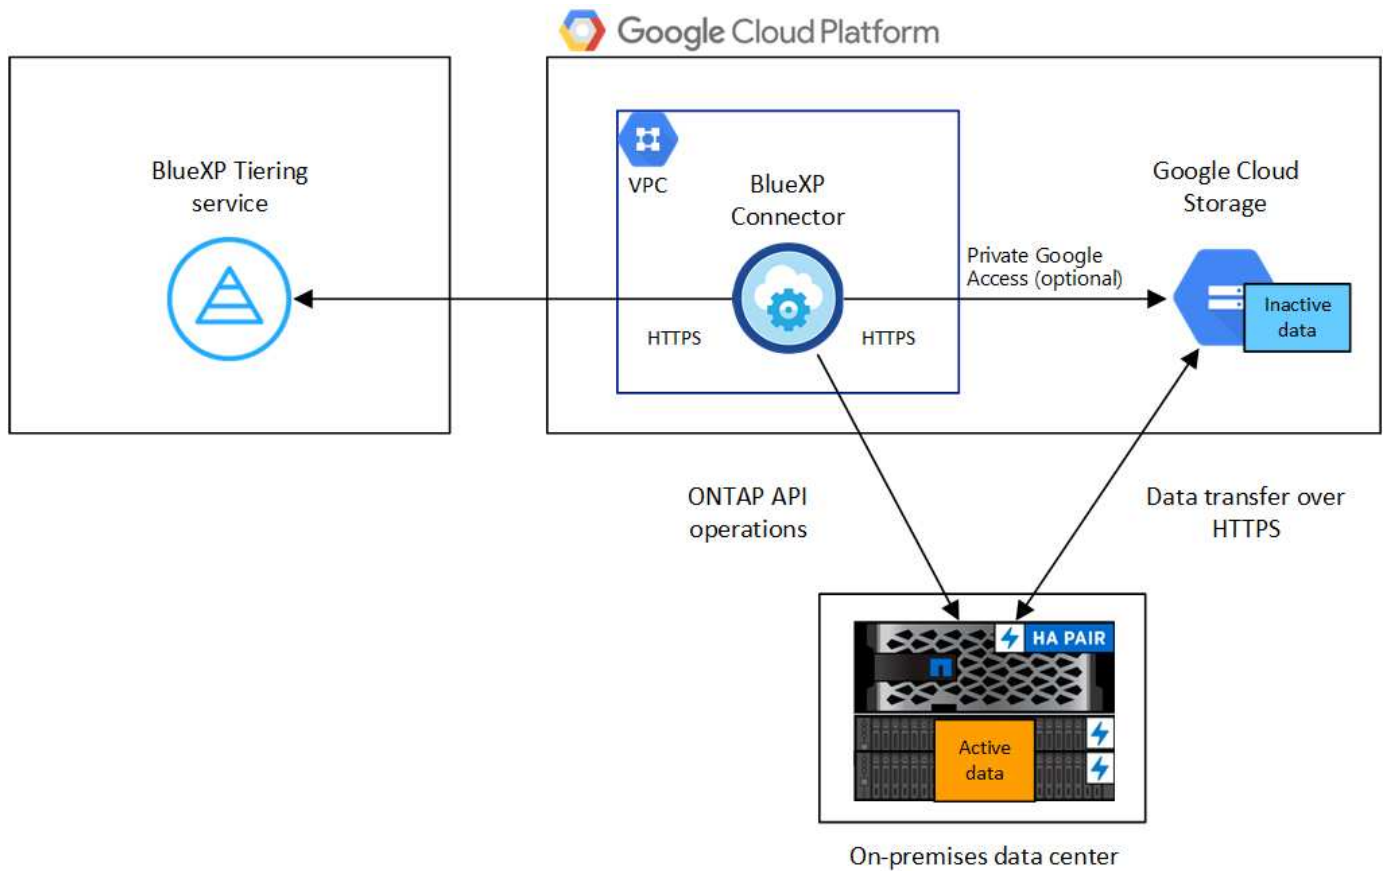 Google Cloud Platform
BlueXP Tiering
service
VPC
BlueXP
Connector
Google Cloud
Storage
Private Google
Access (optional)
Inactive
data
HTTPS
HTTPS
ONTAP API
operations
Data transfer over
HTTPS
HA PAIR
Active
data
On-premises data center